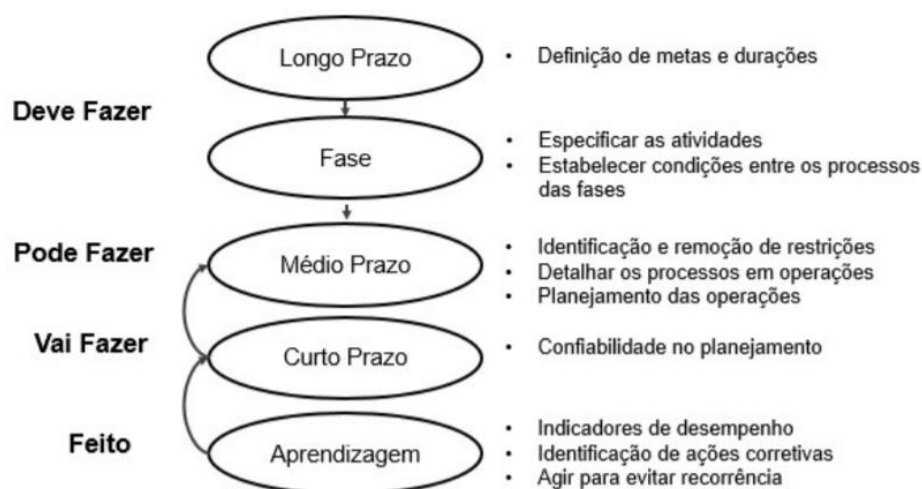 Longo Prazo
• Definição de metas e durações
Deve Fazer
Fase
• Especificar as atividades
• Estabelecer condições entre os processos
das fases
Pode Fazer
Médio Prazo
• Identificação e remoção de restrições
• Detalhar os processos em operações
• Planejamento das operações
Vai Fazer
Curto Prazo
• Confiabilidade no planejamento
Feito
Aprendizagem
• Indicadores de desempenho
• Identificação de ações corretivas
• Agir para evitar recorrência